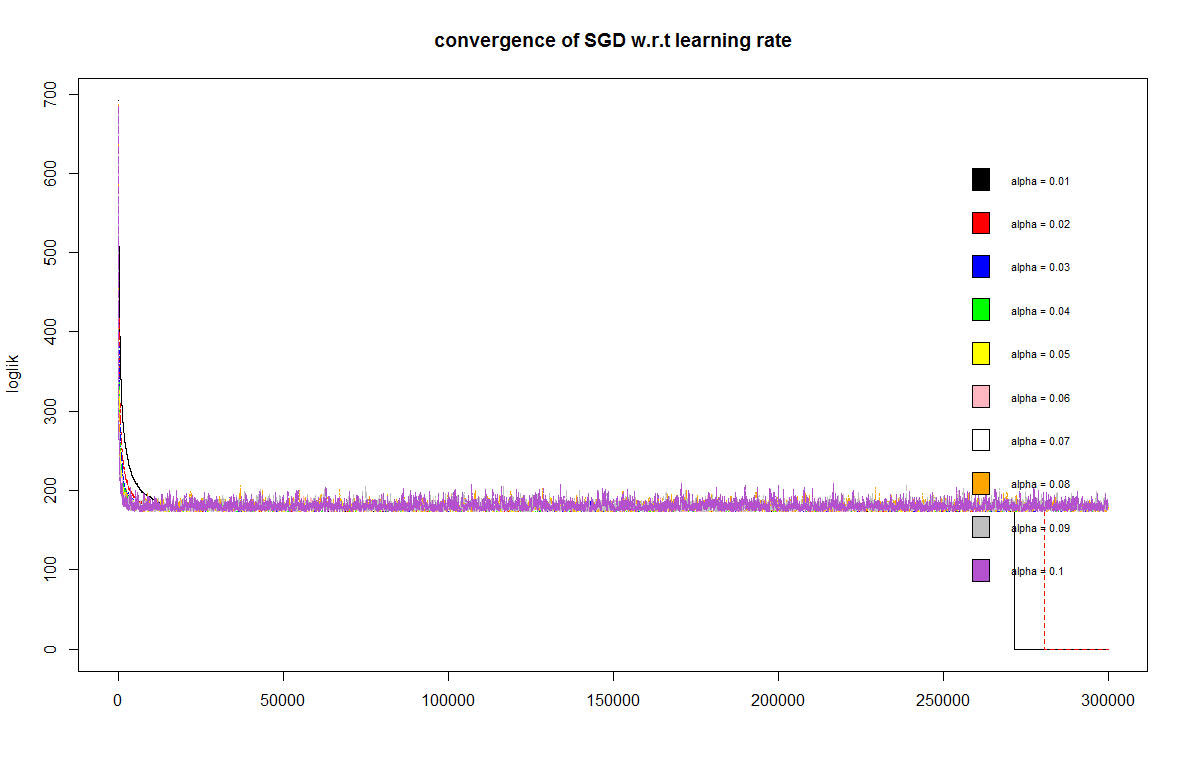 convergence of SGD w.r.t learning rate
700
600
500
400
300
200
100
0
loglik
alpha = 0.01
alpha = 0.02
alpha = 0.03
alpha = 0.04
alpha = 0.05
alpha = 0.06
alpha = 0.07
alpha = 0.08
alpha = 0.09
alpha = 0.1
0 50000 100000 150000 200000 250000 300000